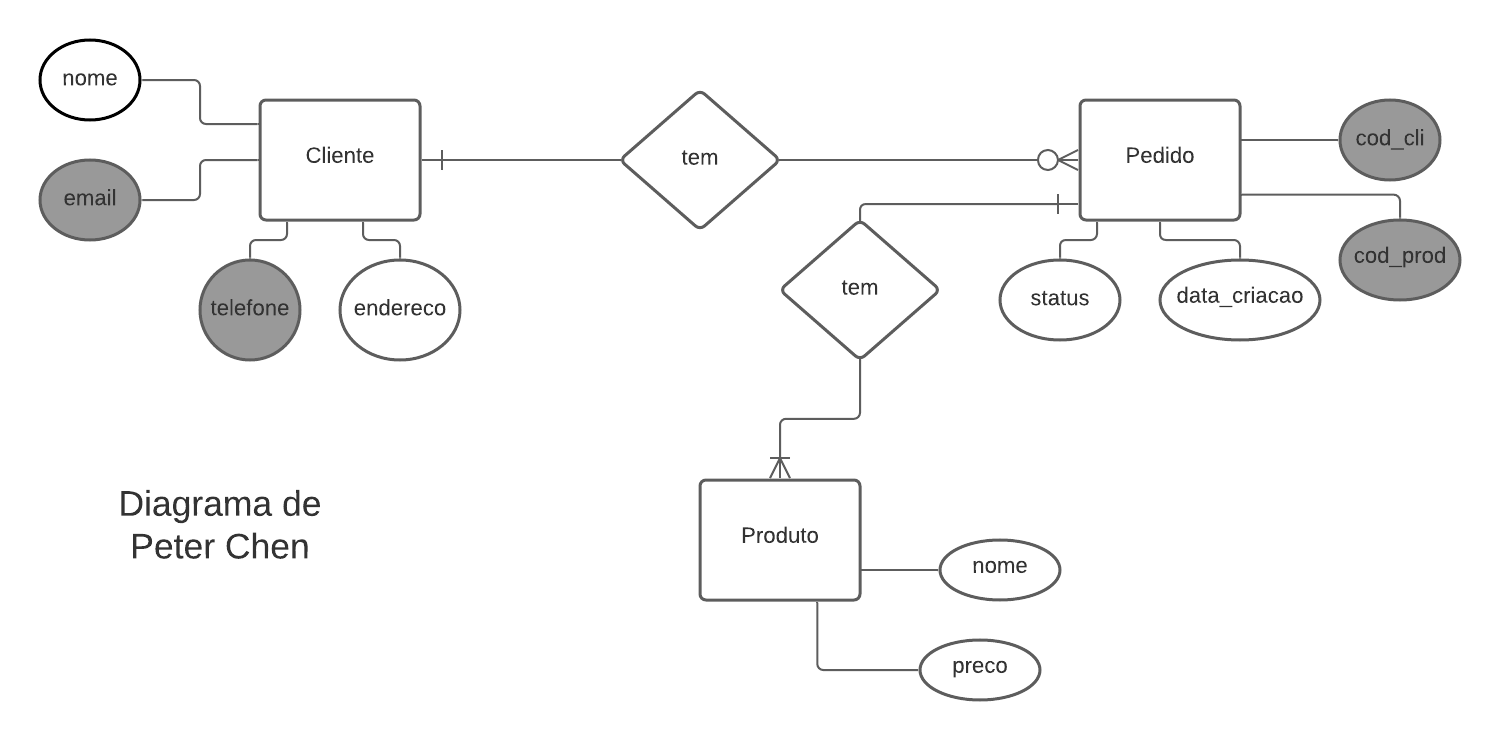 nome
Cliente
tem
Pedido
cod_cli
email
cod_prod
telefone
endereco
tem
status
data_criacao
Diagrama de
Peter Chen
Produto
nome
preco